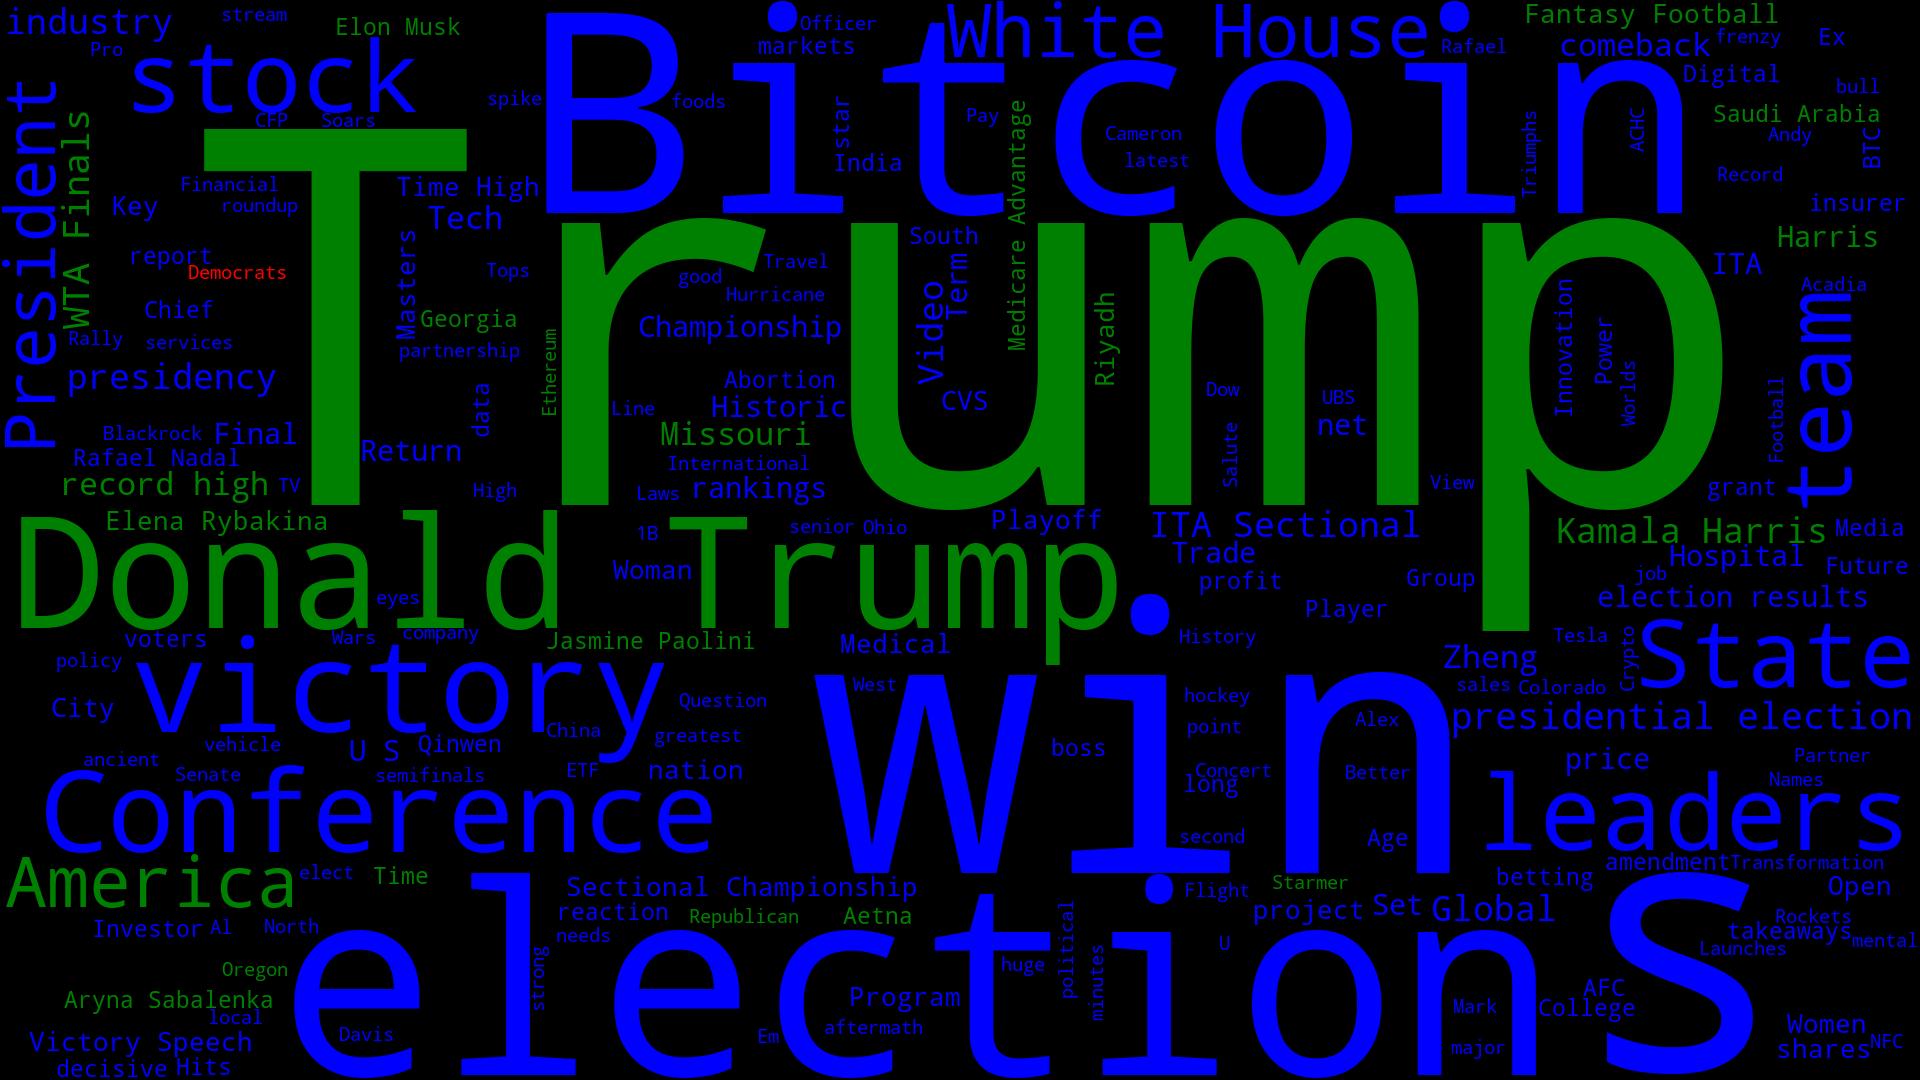 industry
stream
Elon Musk
Officer
White House
Fantasy Football
Pro
stock
Bitcoin
markets
Rafael
comeback
frenzy
Ex
Digital
bull
President
WTA Finals
spike
foods
star
India
Pay
Medicare Advantage
Cameron
latest
Triumphs
ACHC
Saudi Arabia
Andy
BTC
CFP
Soars
Trump
Financial
roundup
Time High
Key
Tech
Record
insurer
report
Democrats
Masters
Tops
South
Term
good
Travel
Hurricane
Harris
ITA
Chief
Georgia
Championship
Video
Riyadh
Innovation
Power
Worlds
Acadia
team
Rally
services
partnership
Ethereum
presidency
data
Abortion
Historic
Line
CVS
Dow
UBS
net
Football
Blackrock
Final
Return
Missouri
Salute
Rafael Nadal
International
record high
TV
High
Laws
rankings
View
grant
Elena Rybakina
Donald Trump
1B
senior
Ohio
Playoff
ITA Sectional
Kamala Harris
Media
Woman
Trade
profit
Group
Hospital
job
Future
eyes
Player
election results
voters
Wars
company
Jasmine Paolini
Medical
History
Tesla
Crypto
State
policy
victory
win
West
Zheng
sales
Colorado
City
Question
hockey
point
Alex
presidential election
vehicle
U S
Qinwen
China
greatest
boss
ancient
Senate
semifinals
ETF
nation
Concert
long
Better
price
Partner
Names
Conference
leaders
second
Age
America
elect
Time
Sectional Championship
Flight
Starmer
betting
amendment
Transformation
Open
elections
S
reaction
Republican
Aetna
project
Set
Global
Investor
Al
North
needs
political
U
Rockets
takeaways
Launches
mental
Oregon
strong
huge
minutes
Aryna Sabalenka
local
Program
Mark
AFC
College
Victory Speech
Davis
Em
aftermath
major
Women
shares
NFC
decisive
Hits